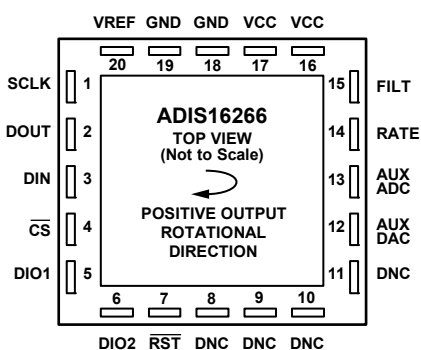 VREF GND GND VCC VCC
20 19 18 17 16
SCLK 1
DOUT 2
DIN 3
C̅S̅ 4
DIO1 5
ADIS16266
TOP VIEW
(Not to Scale)
POSITIVE OUTPUT
ROTATIONAL
DIRECTION
15 FILT
14 RATE
13 AUX
ADC
12 AUX
DAC
11 DNC
6 7 8 9 10
DIO2 R̅S̅T̅ DNC DNC DNC